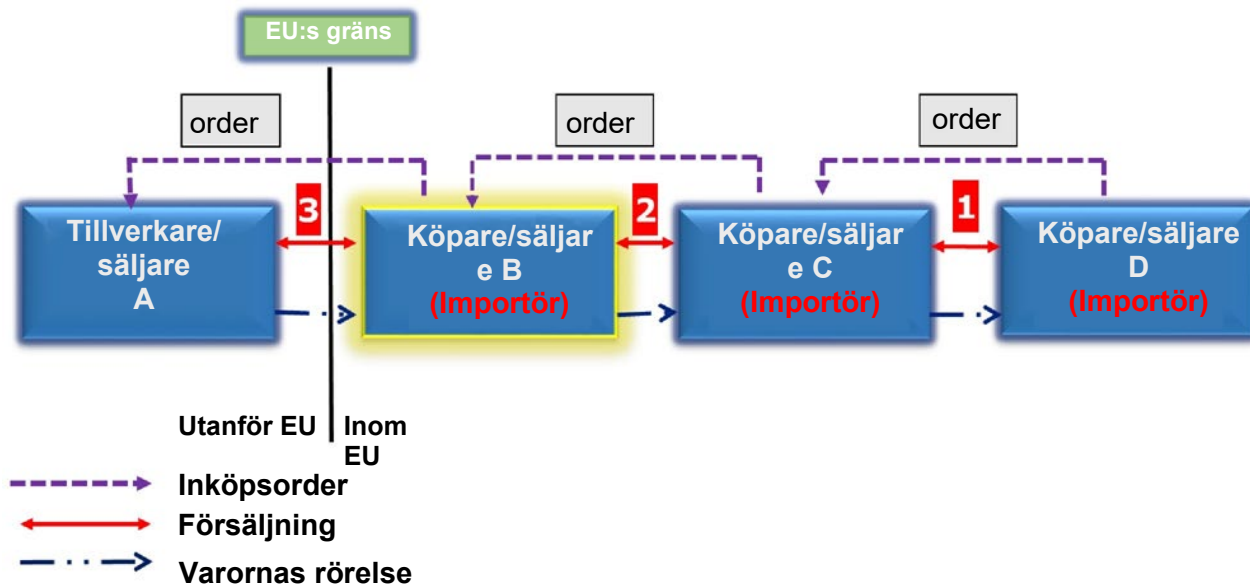 EU:s gräns
order
order
order
3
2
1
Tillverkare/
säljare
A
Köpare/säljar
e B
(Importör)
Köpare/säljar
e C
(Importör)
Köpare/säljare
D
(Importör)
Utanför EU
Inom
EU
Inköpsorder
Försäljning
Varornas rörelse